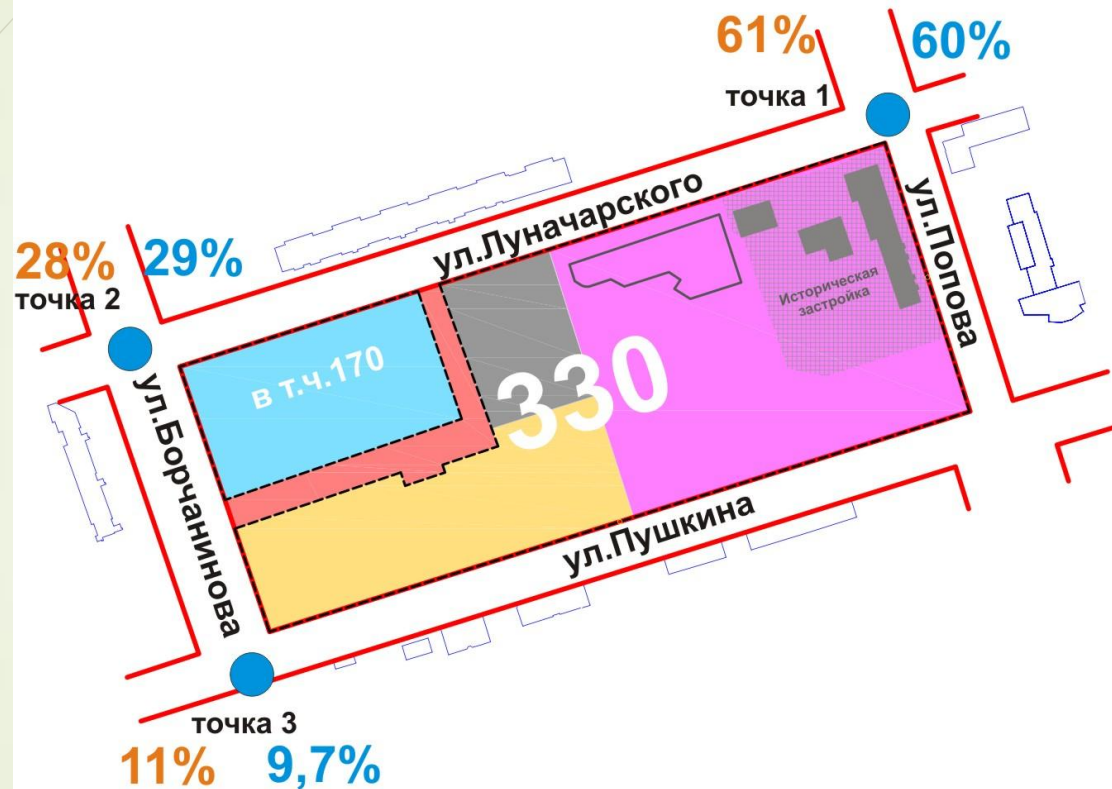 61%
60%
точка 1
ул.Луначарского
ул.Попова
28%
29%
точка 2
Историческая
застройка
в т.ч.170
330
ул.Борчанинова
ул.Пушкина
точка 3
11%
9,7%